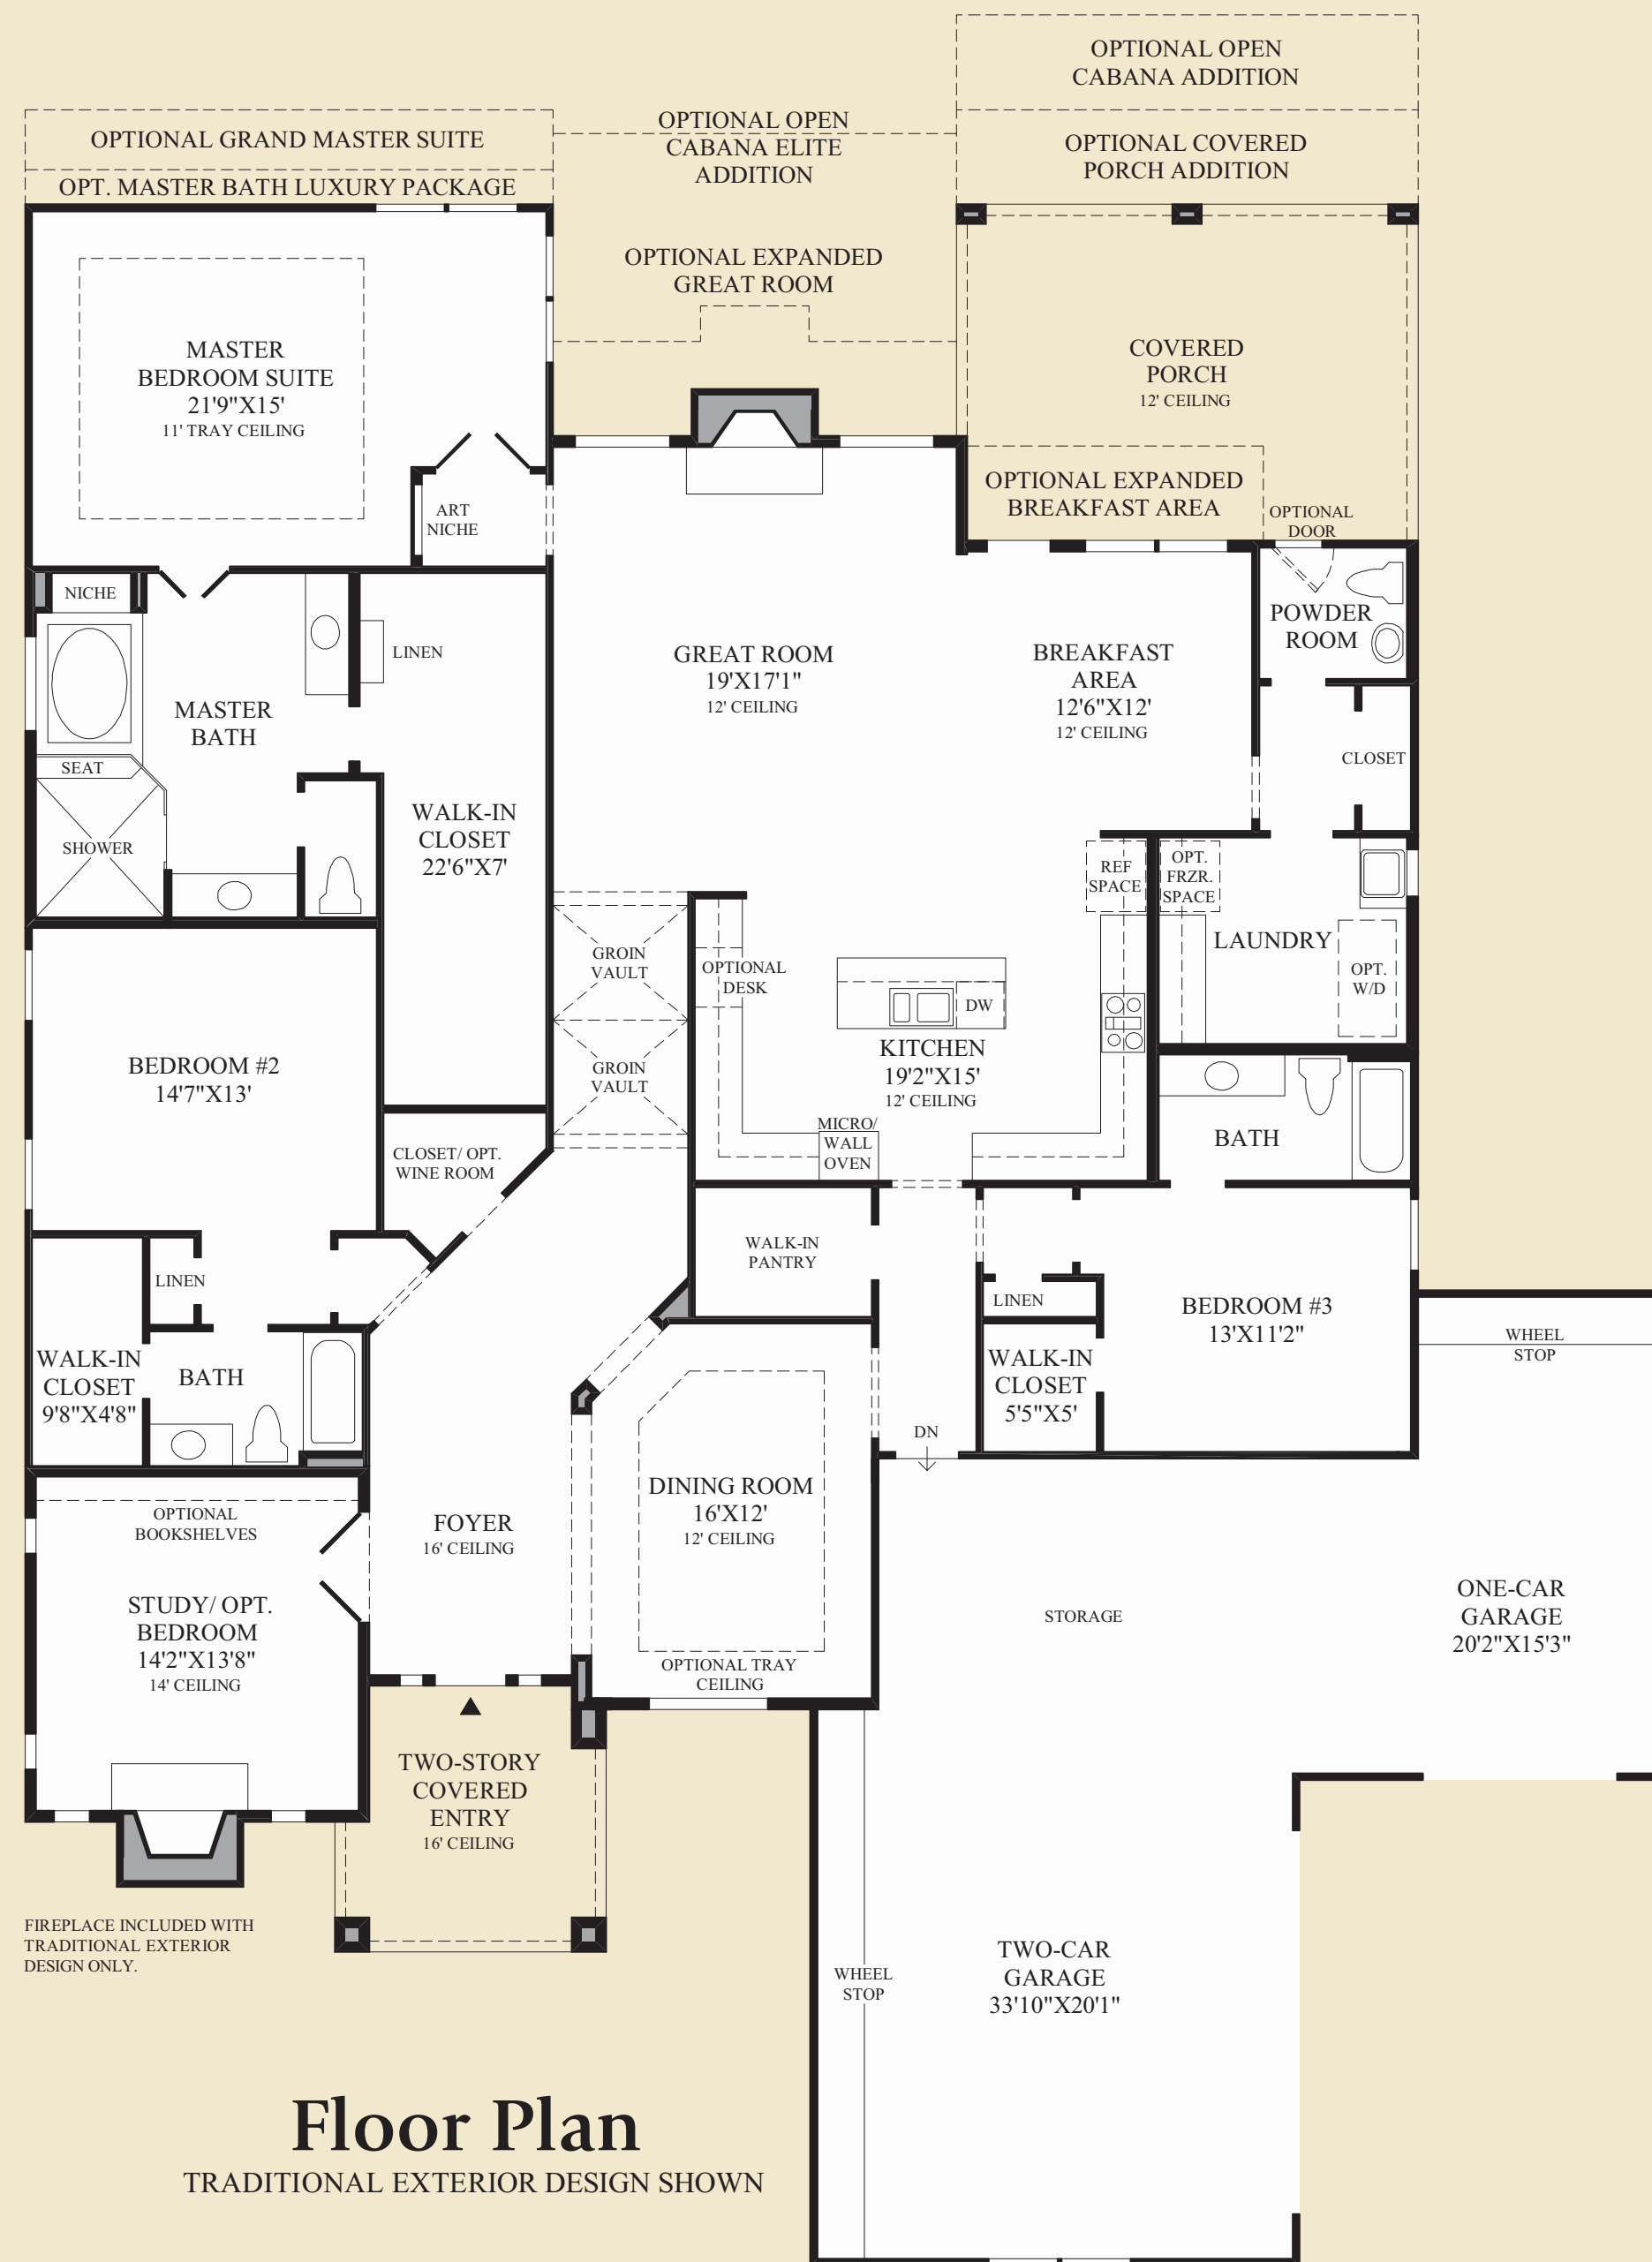 OPTIONAL OPEN
CABANA ADDITION
OPTIONAL GRAND MASTER SUITE
OPT. MASTER BATH LUXURY PACKAGE
OPTIONAL OPEN
CABANA ELITE
ADDITION
OPTIONAL COVERED
PORCH ADDITION
OPTIONAL EXPANDED
GREAT ROOM
MASTER
BEDROOM SUITE
21'9"X15'
11' TRAY CEILING
COVERED
PORCH
12' CEILING
ART
NICHE
OPTIONAL EXPANDED
BREAKFAST AREA
OPTIONAL
DOOR
NICHE
LINEN
MASTER
BATH
SEAT
SHOWER
WALK-IN
CLOSET
22'6"X7'
GREAT ROOM
19'X17'1"
12' CEILING
BREAKFAST
AREA
12'6"X12'
12' CEILING
POWDER
ROOM
CLOSET
REF
SPACE
OPT.
FRZR.
SPACE
LAUNDRY
OPT.
W/D
GROIN
VAULT
GROIN
VAULT
OPTIONAL
DESK
DW
KITCHEN
19'2"X15'
12' CEILING
MICRO/
WALL
OVEN
BEDROOM #2
14'7"X13'
CLOSET/ OPT.
WINE ROOM
BATH
WALK-IN
PANTRY
LINEN
LINEN
BEDROOM #3
13'X11'2"
WHEEL
STOP
WALK-IN
CLOSET
9'8"X4'8"
BATH
WALK-IN
CLOSET
5'5"X5'
DN
OPTIONAL
BOOKSHELVES
FOYER
16' CEILING
DINING ROOM
16'X12'
12' CEILING
STUDY/ OPT.
BEDROOM
14'2"X13'8"
14' CEILING
STORAGE
ONE-CAR
GARAGE
20'2"X15'3"
OPTIONAL TRAY
CEILING
TWO-STORY
COVERED
ENTRY
16' CEILING
FIREPLACE INCLUDED WITH
TRADITIONAL EXTERIOR
DESIGN ONLY.
WHEEL
STOP
TWO-CAR
GARAGE
33'10"X20'1"
Floor Plan
TRADITIONAL EXTERIOR DESIGN SHOWN